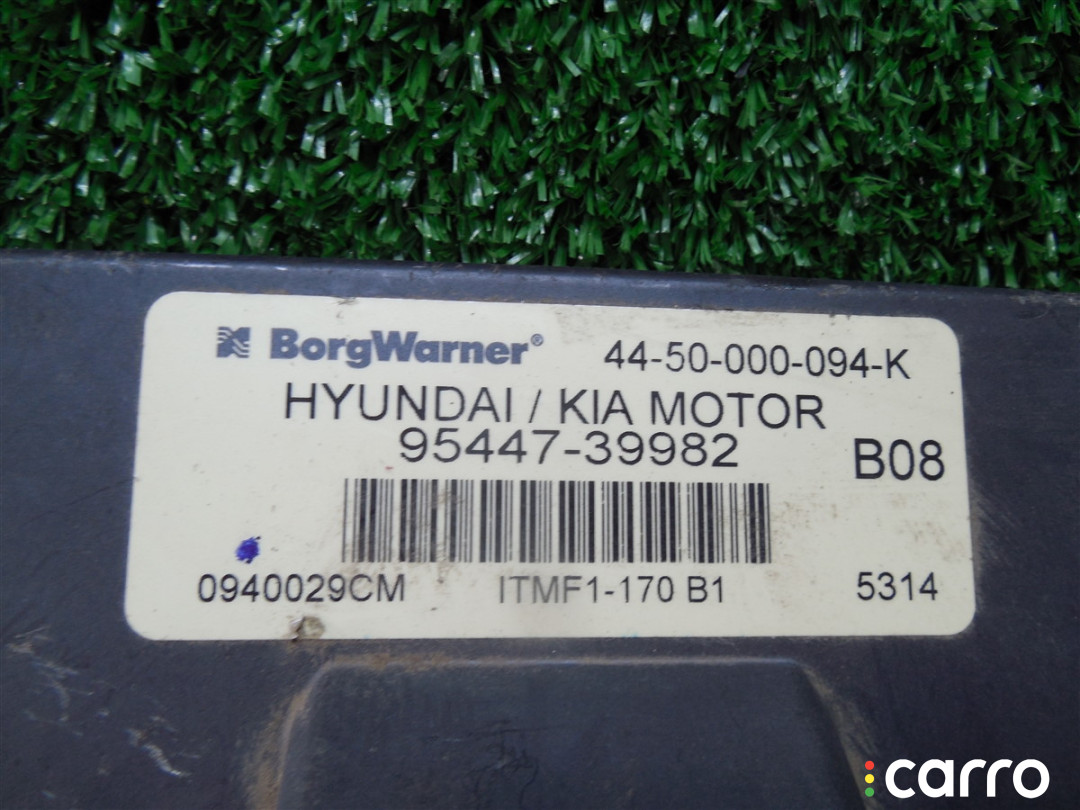 BorgWarner® 44-50-000-094-K
HYUNDAI / KIA MOTOR
95447-39982
B08
0940029CM ITMF1-170 B1 5314
carro